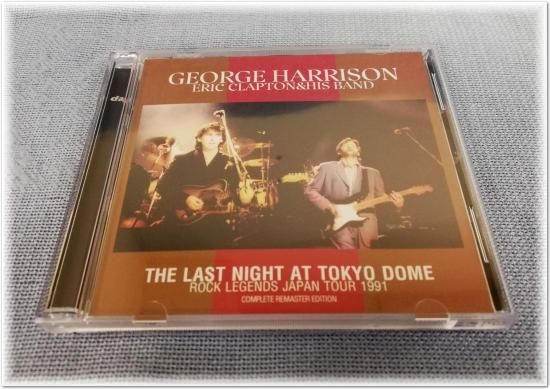 GEORGE HARRISON
ERIC CLAPTON&HIS BAND
THE LAST NIGHT AT TOKYO DOME
ROCK LEGENDS JAPAN TOUR 1991
COMPLETE REMASTER EDITION